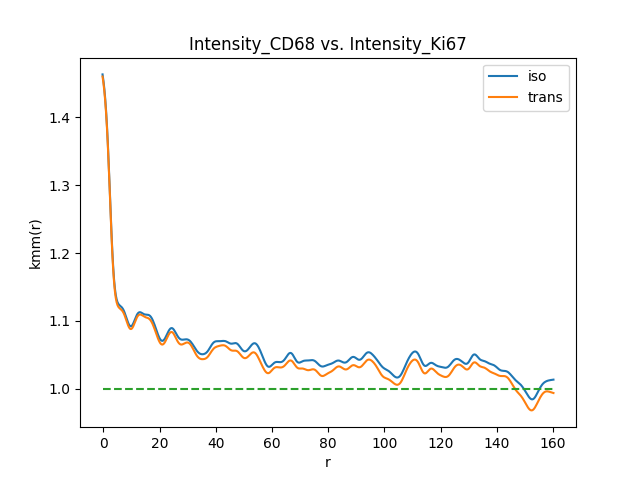 Intensity_CD68 vs. Intensity_Ki67
iso
trans
1.4
1.3
1.2
1.1
1.0
kmm(r)
0 20 40 60 80 100 120 140 160
r